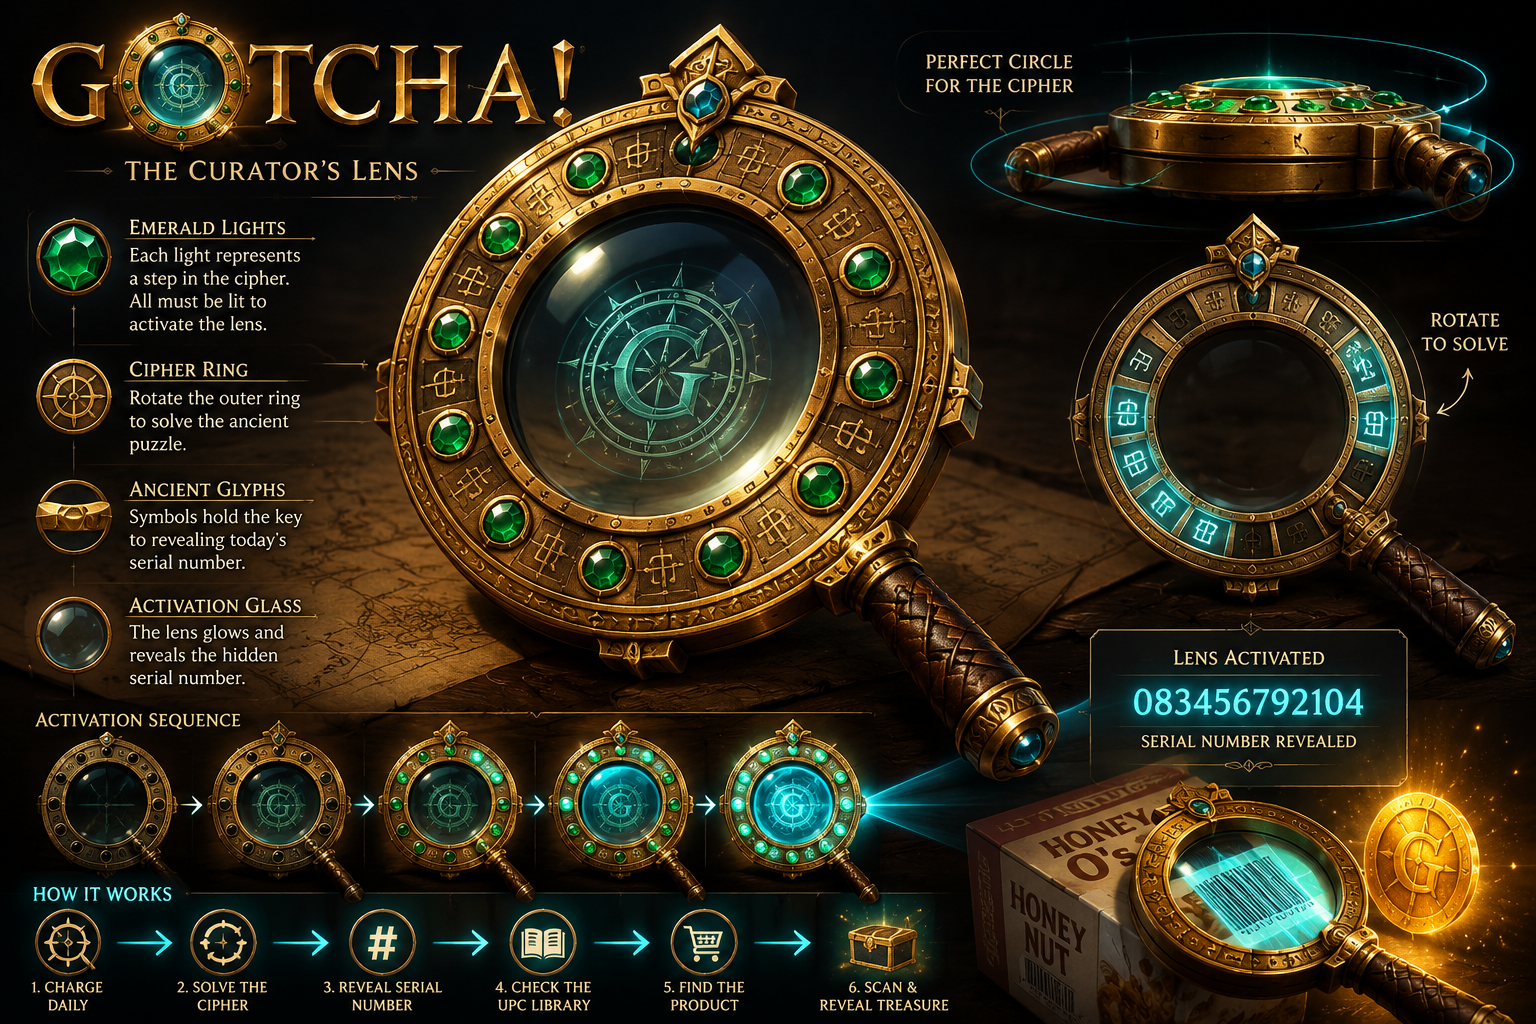 GOTCHA!
THE CURATOR'S LENS
EMERALD LIGHTS
Each light represents
a step in the cipher.
All must be lit to
activate the lens.
CIPHER RING
Rotate the outer ring
to solve the ancient
puzzle.
ANCIENT GLYPHS
Symbols hold the key
to revealing today's
serial number.
ACTIVATION GLASS
The lens glows and
reveals the hidden
serial number.
G
PERFECT CIRCLE
FOR THE CIPHER
ROTATE
TO SOLVE
LENS ACTIVATED
083456792104
SERIAL NUMBER REVEALED
ACTIVATION SEQUENCE
G
G
G
G
HONEY
O's
HONEY
NUT
G
HOW IT WORKS
#
1. CHARGE
DAILY
2. SOLVE THE
CIPHER
3. REVEAL SERIAL
NUMBER
4. CHECK THE
UPC LIBRARY
5. FIND THE
PRODUCT
6. SCAN &
REVEAL TREASURE